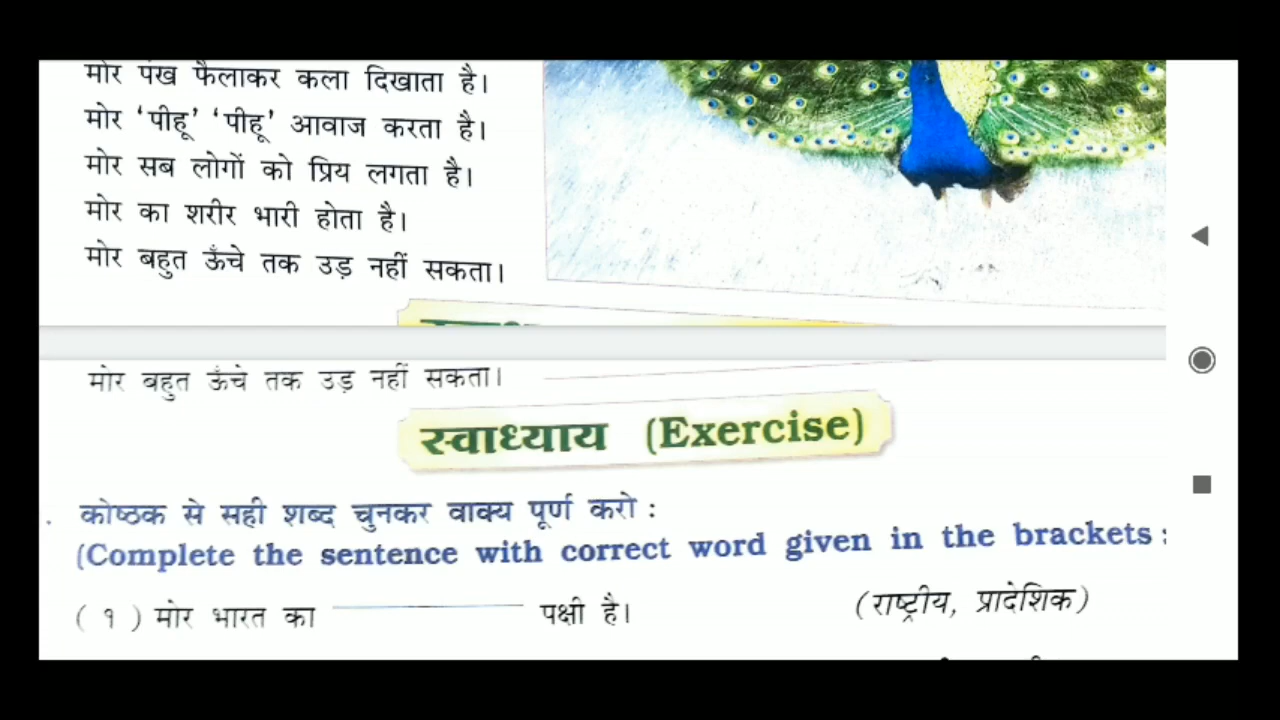 मोर पंख फैलाकर कला दिखाता है।
मोर 'पीहू' 'पीहू' आवाज करता है।
मोर सब लोगों को प्रिय लगता है।
मोर का शरीर भारी होता है।
मोर बहुत ऊँचे तक उड़ नहीं सकता।
मोर बहुत ऊँचे तक उड़ नहीं सकता।
स्वाध्याय (Exercise)
. कोष्ठक से सही शब्द चुनकर वाक्य पूर्ण करो :
(Complete the sentence with correct word given in the brackets :
( १ ) मोर भारत का ________ पक्षी है। (राष्ट्रीय, प्रादेशिक)